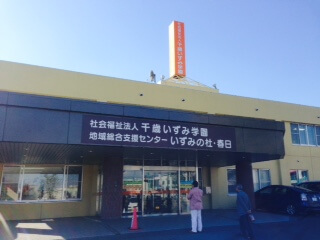 社会福祉法人 千歳いずみ学園
地域総合支援センター いずみの杜・春日